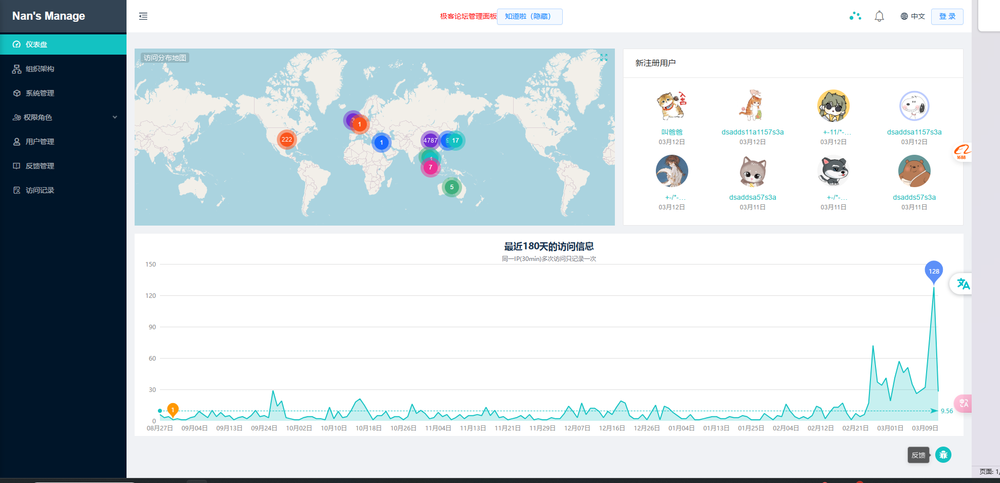 Nan's Manage
极客论坛管理面板
知道啦（隐藏）
中文
登 录
仪表盘
组织架构
系统管理
权限角色
用户管理
反馈管理
访问记录
访问分布地图
222
1
1
4787
17
7
5
新注册用户
叫爸爸
03月12日
dsadds11a1157s3a
03月12日
+-11/*-...
03月12日
dsaddsa1157s3a
03月12日
+-/*-...
03月12日
dsaddsa57s3a
03月11日
+-/*-...
03月11日
dsadds57s3a
03月11日
1688
最近180天的访问信息
同一IP(30min)多次访问只记录一次
150
120
90
60
30
0
128
1
9.56
08月27日 09月04日 09月13日 09月24日 10月02日 10月10日 10月18日 10月26日 11月04日 11月13日 11月21日 11月29日 12月07日 12月16日 12月26日 01月04日 01月13日 01月25日 02月04日 02月12日 02月21日 03月01日 03月09日
反馈
页面: 1/